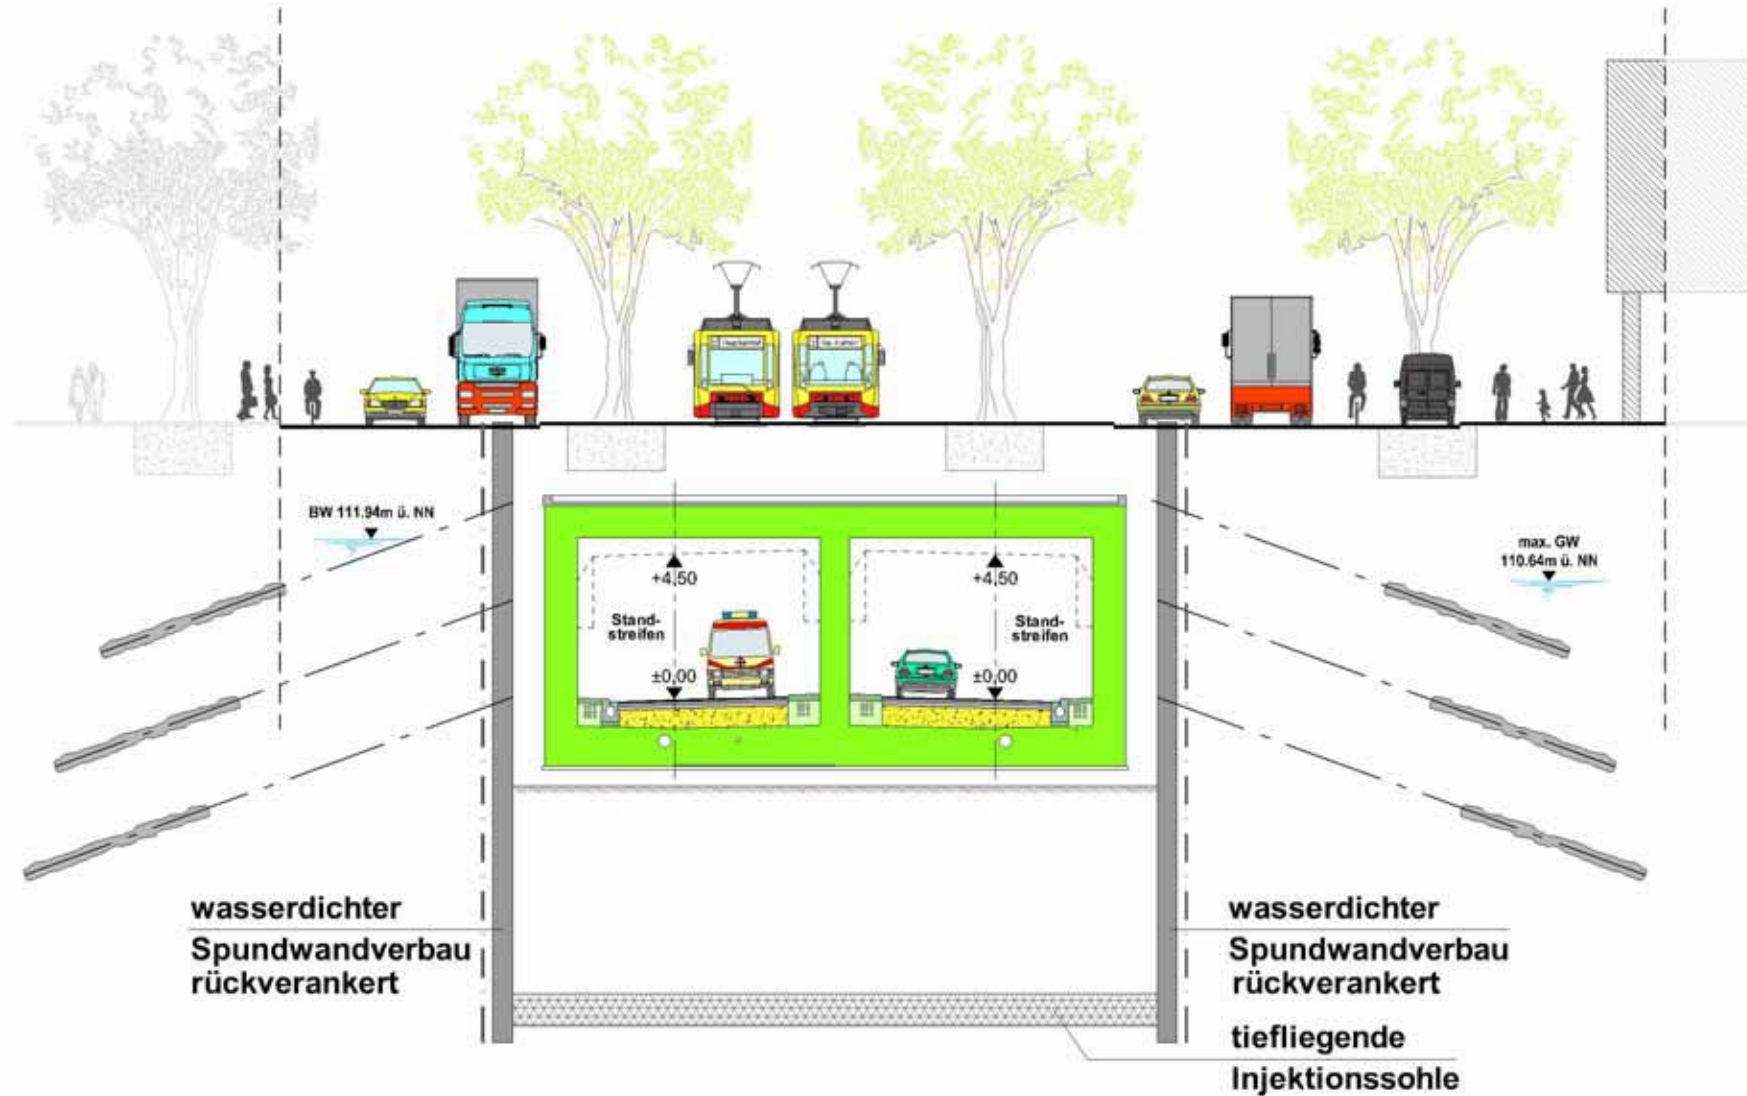 BW 111.94m ü. NN
max. GW
110.64m ü. NN
+4.50
+4.50
Stand-
streifen
Stand-
streifen
±0.00
±0.00
wasserdichter
Spundwandverbau
rückverankert
wasserdichter
Spundwandverbau
rückverankert
tiefliegende
Injektionssohle